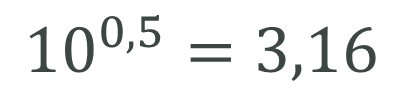 10^{0,5} = 3,16